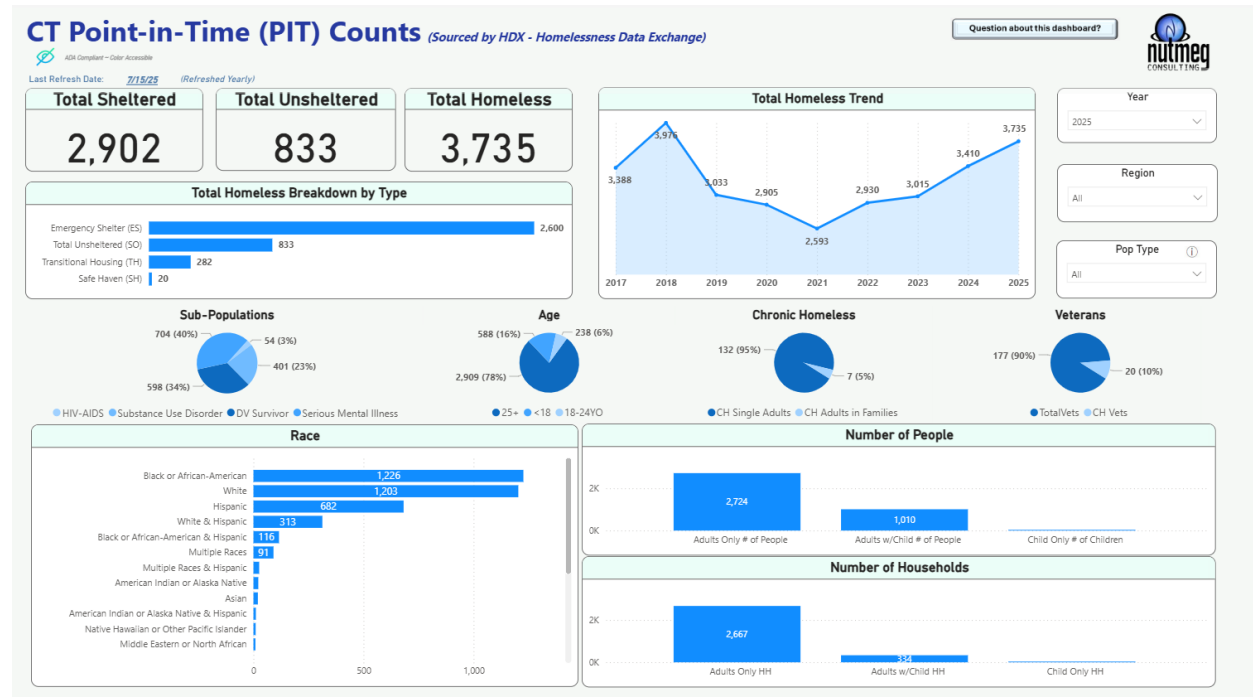 CT Point-in-Time (PIT) Counts (Sourced by HDX - Homelessness Data Exchange)
Question about this dashboard?
nutmeg
CONSULTING
ADA Compliant - Color Accessible
Last Refresh Date: 7/15/25 (Refreshed Yearly)
Total Sheltered
2,902
Total Unsheltered
833
Total Homeless
3,735
Total Homeless Trend
3,388
3,976
3,033
2,905
2,593
2,930
3,015
3,410
3,735
2017 2018 2019 2020 2021 2022 2023 2024 2025
Year
2025
Region
All
Pop Type
All
Total Homeless Breakdown by Type
Emergency Shelter (ES) 2,600
Total Unsheltered (SO) 833
Transitional Housing (TH) 282
Safe Haven (SH) 20
Sub-Populations
704 (40%)
54 (3%)
401 (23%)
598 (34%)
HIV-AIDS Substance Use Disorder DV Survivor Serious Mental Illness
Age
588 (16%)
238 (6%)
2,909 (78%)
25+ <18 18-24YO
Chronic Homeless
132 (95%)
7 (5%)
CH Single Adults CH Adults in Families
Veterans
177 (90%)
20 (10%)
TotalVets CH Vets
Race
Black or African-American 1,226
White 1,203
Hispanic 682
White & Hispanic 313
Black or African-American & Hispanic 116
Multiple Races 91
Multiple Races & Hispanic
American Indian or Alaska Native
Asian
American Indian or Alaska Native & Hispanic
Native Hawaiian or Other Pacific Islander
Middle Eastern or North African
0 500 1,000
Number of People
2K
0K
2,724
1,010
Adults Only # of People Adults w/Child # of People Child Only # of Children
Number of Households
2K
0K
2,667
334
Adults Only HH Adults w/Child HH Child Only HH